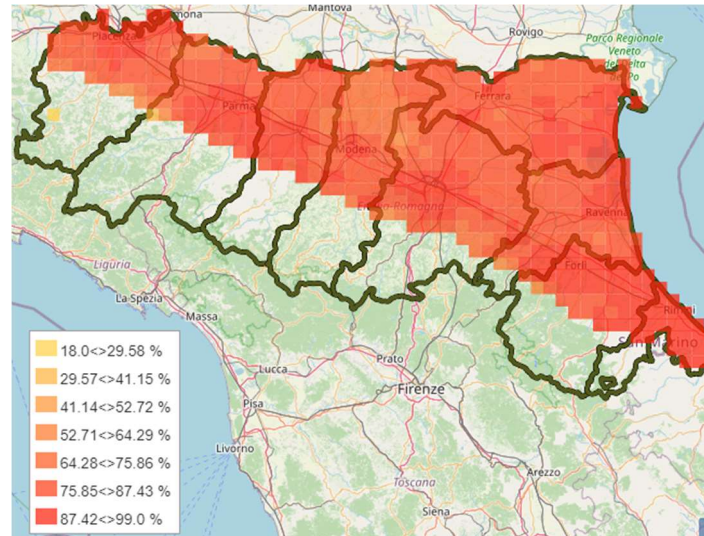 Mantova
Rovigo
Parco Regionale
Veneto
del Delta
Po
Piacenza
Parma
Ferrara
Modena
Emilia-Romagna
Ravenna
Forlì
Rimini
San Marino
Liguria
La Spezia
Massa
Prato
Lucca
Firenze
Pisa
Livorno
Arezzo
Toscana
Siena
18.0<>29.58 %
29.57<>41.15 %
41.14<>52.72 %
52.71<>64.29 %
64.28<>75.86 %
75.85<>87.43 %
87.42<>99.0 %